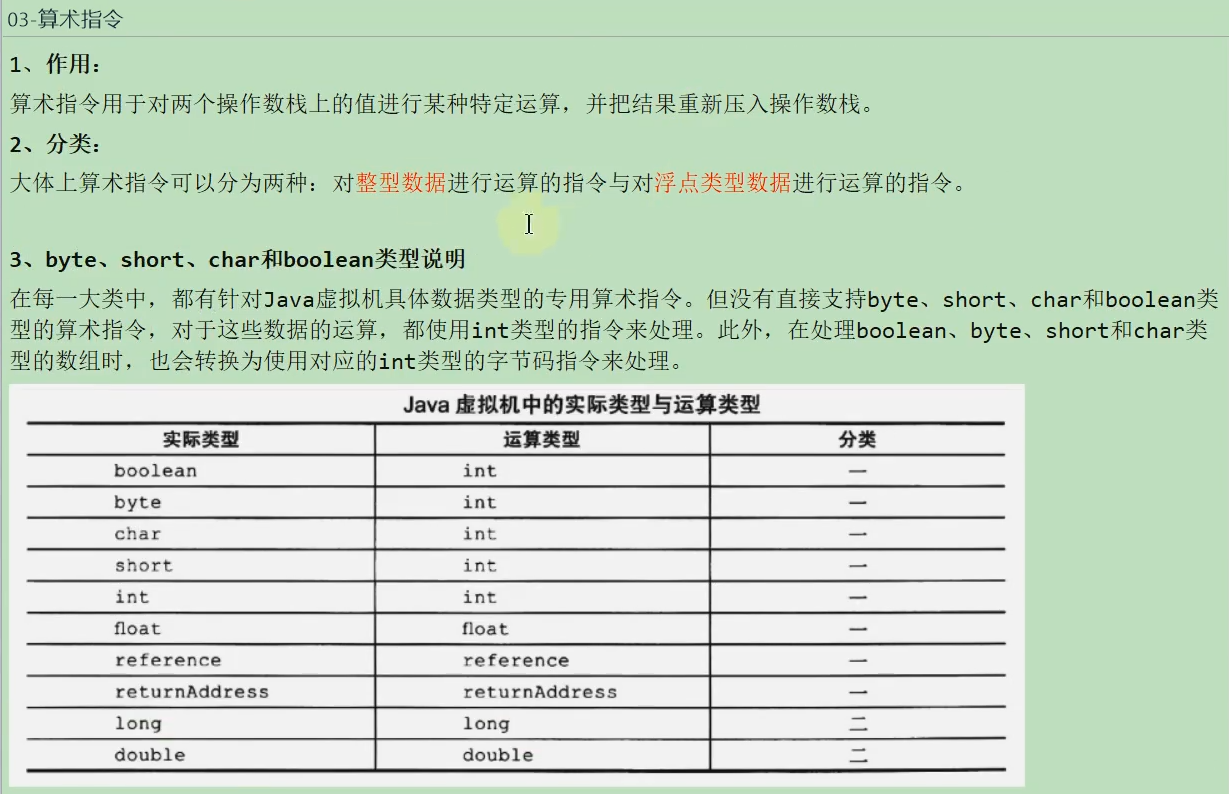 03-算术指令
1、作用：
算术指令用于对两个操作数栈上的值进行某种特定运算，并把结果重新压入操作数栈。
2、分类：
大体上算术指令可以分为两种：对整型数据进行运算的指令与对浮点类型数据进行运算的指令。
3、byte、short、char和boolean类型说明
在每一大类中，都有针对Java虚拟机具体数据类型的专用算术指令。但没有直接支持byte、short、char和boolean类
型的算术指令，对于这些数据的运算，都使用int类型的指令来处理。此外，在处理boolean、byte、short和char类
型的数组时，也会转换为使用对应的int类型的字节码指令来处理。
Java 虚拟机中的实际类型与运算类型
实际类型 运算类型 分类
boolean int 一
byte int 一
char int 一
short int 一
int int 一
float float 一
reference reference 一
returnAddress returnAddress 一
long long 二
double double 二